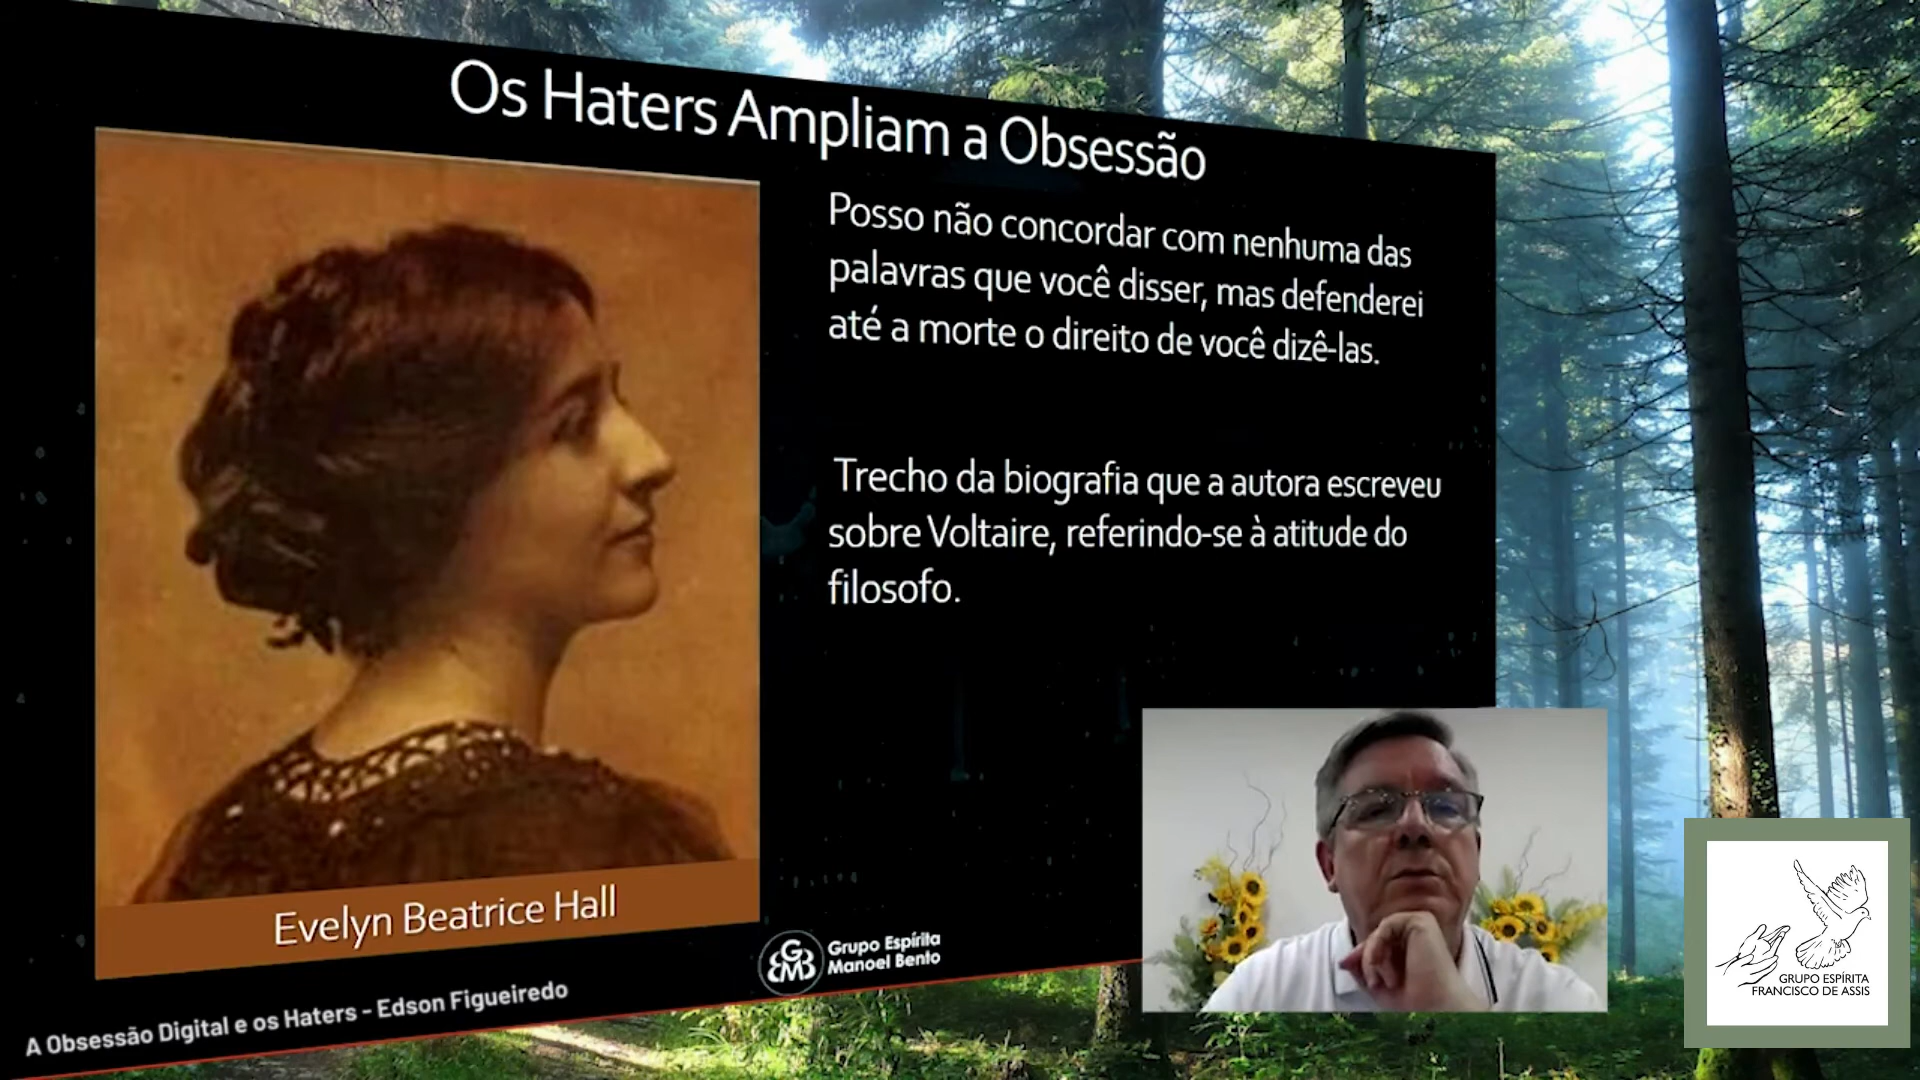 Os Haters Ampliam a Obsessão
Posso não concordar com nenhuma das
palavras que você disser, mas defenderei
até a morte o direito de você dizê-las.
Trecho da biografia que a autora escreveu
sobre Voltaire, referindo-se à atitude do
filosofo.
Evelyn Beatrice Hall
GEMB
Grupo Espírita
Manoel Bento
A Obsessão Digital e os Haters - Edson Figueiredo
GRUPO ESPÍRITA
FRANCISCO DE ASSIS